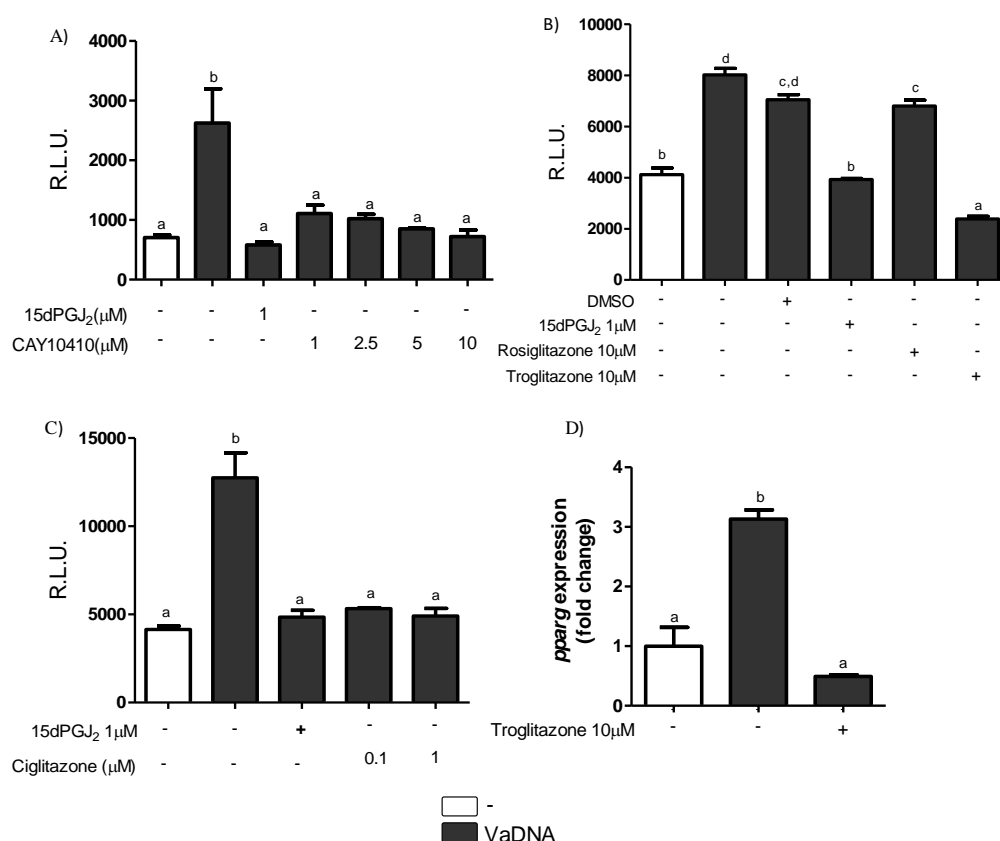 A)
4000
3000
2000
1000
0
R.L.U.
a b a a a a a
15dPGJ2(μM) - - 1 - - - -
CAY10410(μM) - - - 1 2.5 5 10
B)
10000
8000
6000
4000
2000
0
R.L.U.
b d c,d b c a
DMSO - - + - - -
15dPGJ2 1μM - - - + - -
Rosiglitazone 10μM - - - - + -
Troglitazone 10μM - - - - - +
C)
15000
10000
5000
0
R.L.U.
a b a a a
15dPGJ2 1μM - - + - -
Ciglitazone (μM) - - - 0.1 1
D)
4
3
2
1
0
pparg expression
(fold change)
a b a
Troglitazone 10μM - - +
-
VaDNA